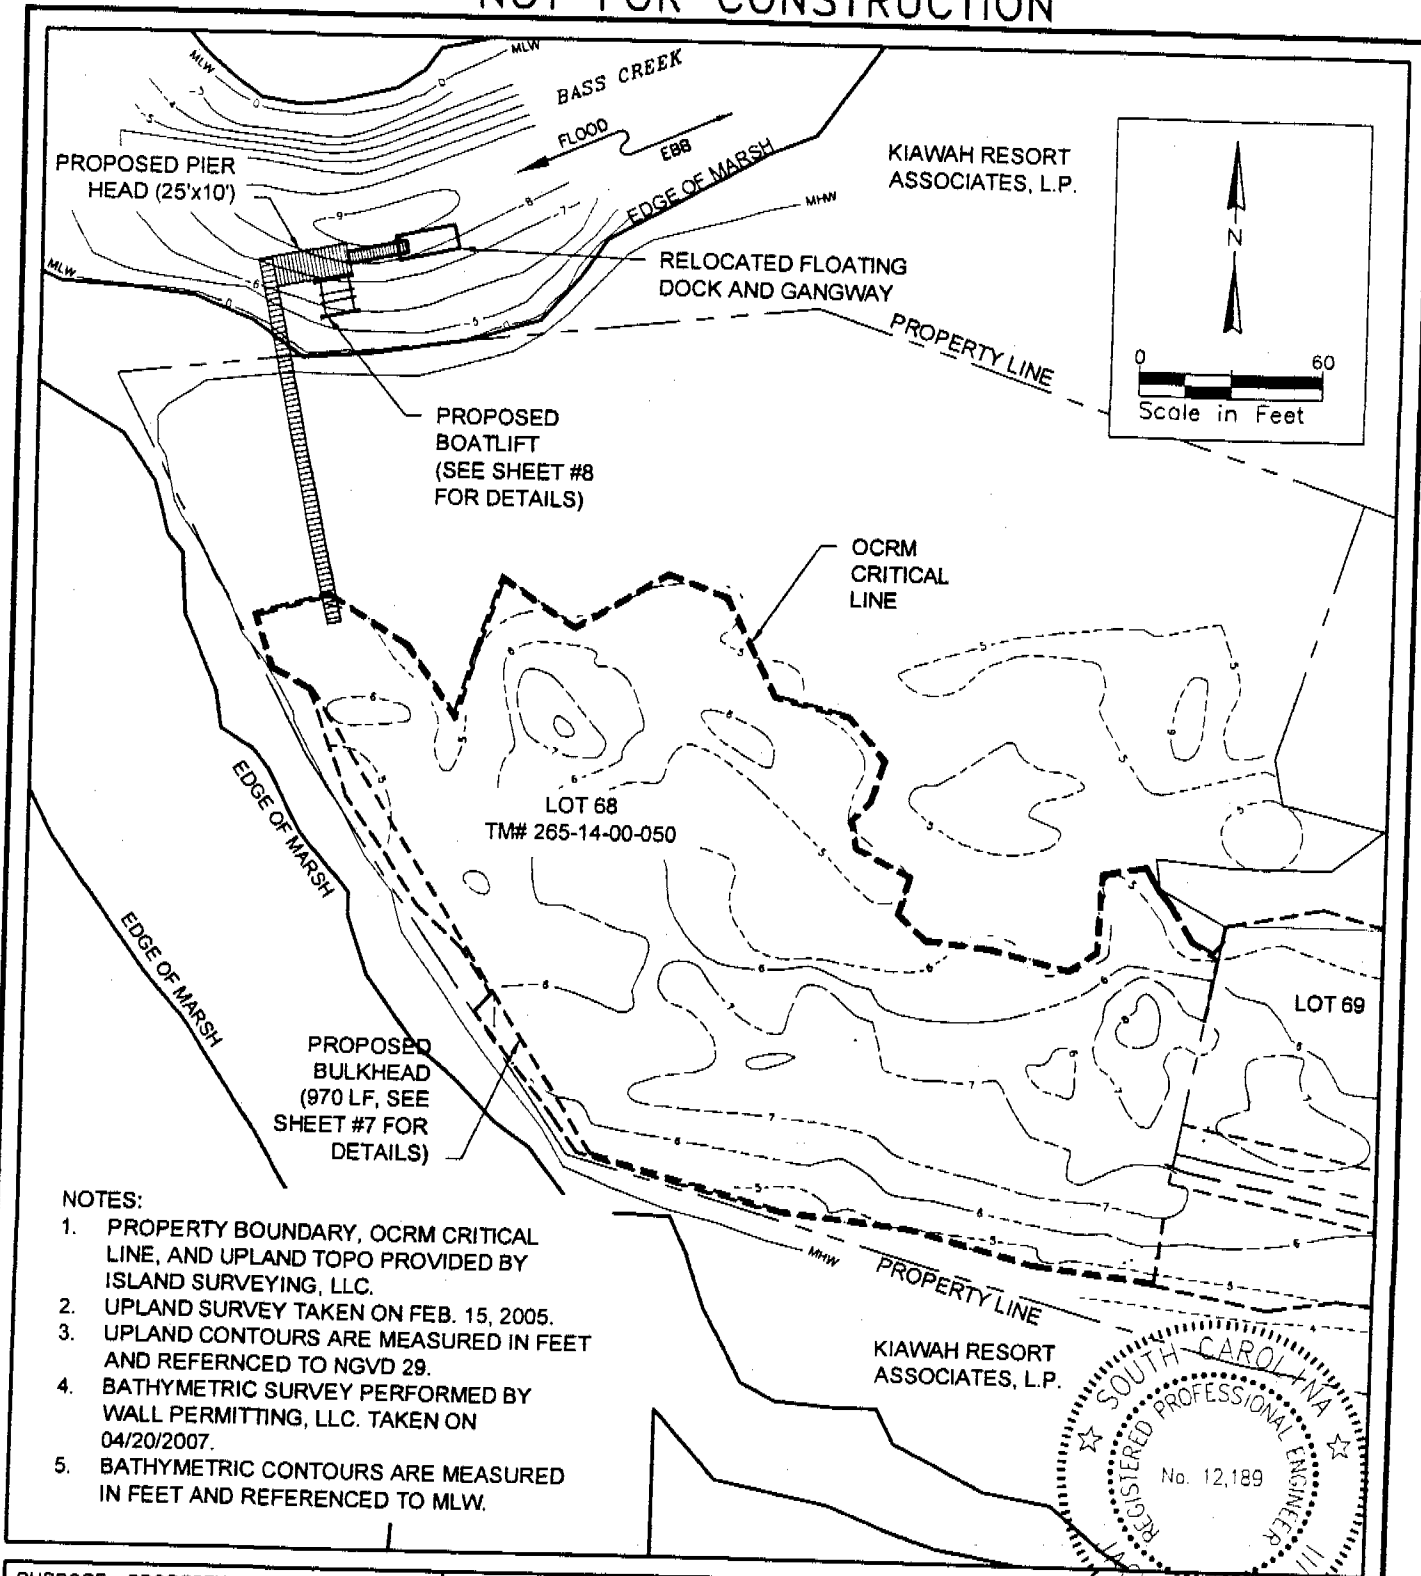 NOT FOR CONSTRUCTION
MLW
MLW
BASS CREEK
FLOOD
EBB
EDGE OF MARSH
KIAWAH RESORT
ASSOCIATES, L.P.
PROPOSED PIER
HEAD (25'x10')
MHW
MLW
N
RELOCATED FLOATING
DOCK AND GANGWAY
PROPERTY LINE
0 60
Scale in Feet
PROPOSED
BOATLIFT
(SEE SHEET #8
FOR DETAILS)
OCRM
CRITICAL
LINE
LOT 68
TM# 265-14-00-050
EDGE OF MARSH
EDGE OF MARSH
LOT 69
PROPOSED
BULKHEAD
(970 LF, SEE
SHEET #7 FOR
DETAILS)
MHW
PROPERTY LINE
KIAWAH RESORT
ASSOCIATES, L.P.
NOTES:
1. PROPERTY BOUNDARY, OCRM CRITICAL
LINE, AND UPLAND TOPO PROVIDED BY
ISLAND SURVEYING, LLC.
2. UPLAND SURVEY TAKEN ON FEB. 15, 2005.
3. UPLAND CONTOURS ARE MEASURED IN FEET
AND REFERNCED TO NGVD 29.
4. BATHYMETRIC SURVEY PERFORMED BY
WALL PERMITTING, LLC. TAKEN ON
04/20/2007.
5. BATHYMETRIC CONTOURS ARE MEASURED
IN FEET AND REFERENCED TO MLW.
SOUTH CAROLINA
REGISTERED PROFESSIONAL ENGINEER
No. 12,189